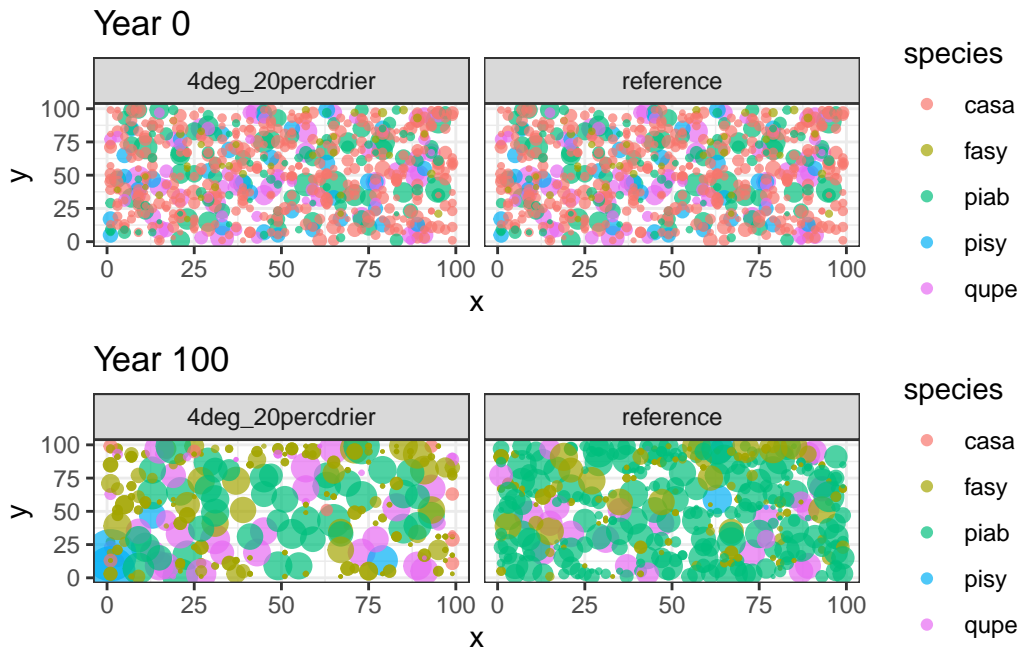 Year 0
4deg_20percdrier reference
100
75
50
25
0
y
0 25 50 75 100 0 25 50 75 100
x
species
casa
fasy
piab
pisy
qupe
Year 100
4deg_20percdrier reference
100
75
50
25
0
y
0 25 50 75 100 0 25 50 75 100
x
species
casa
fasy
piab
pisy
qupe